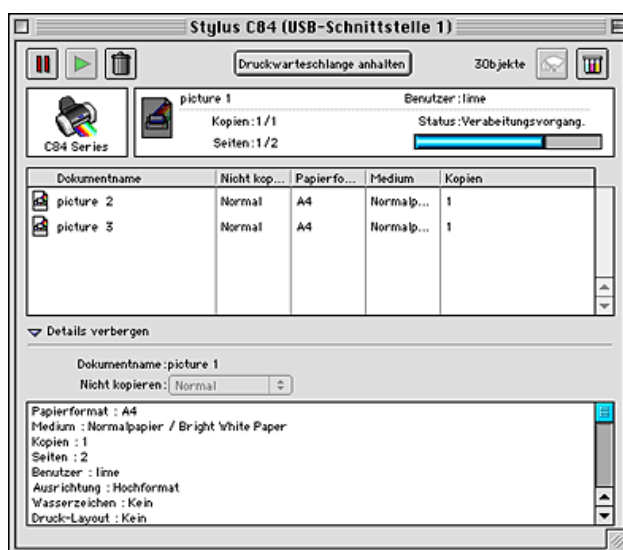 Stylus C84 (USB-Schnittstelle 1)
Druckwarteschlange anhalten
3Objekte
C84 Series
picture 1
Benutzer:lime
Kopien:1/1
Status:Verabeitungsvorgang.
Seiten:1/2
Dokumentname Nicht kop... Papierfo... Medium Kopien
picture 2 Normal A4 Normalp... 1
picture 3 Normal A4 Normalp... 1
Details verbergen
Dokumentname:picture 1
Nicht kopieren: Normal
Papierformat : A4
Medium : Normalpapier / Bright White Paper
Kopien : 1
Seiten : 2
Benutzer : lime
Ausrichtung : Hochformat
Wasserzeichen : Kein
Druck-Layout : Kein